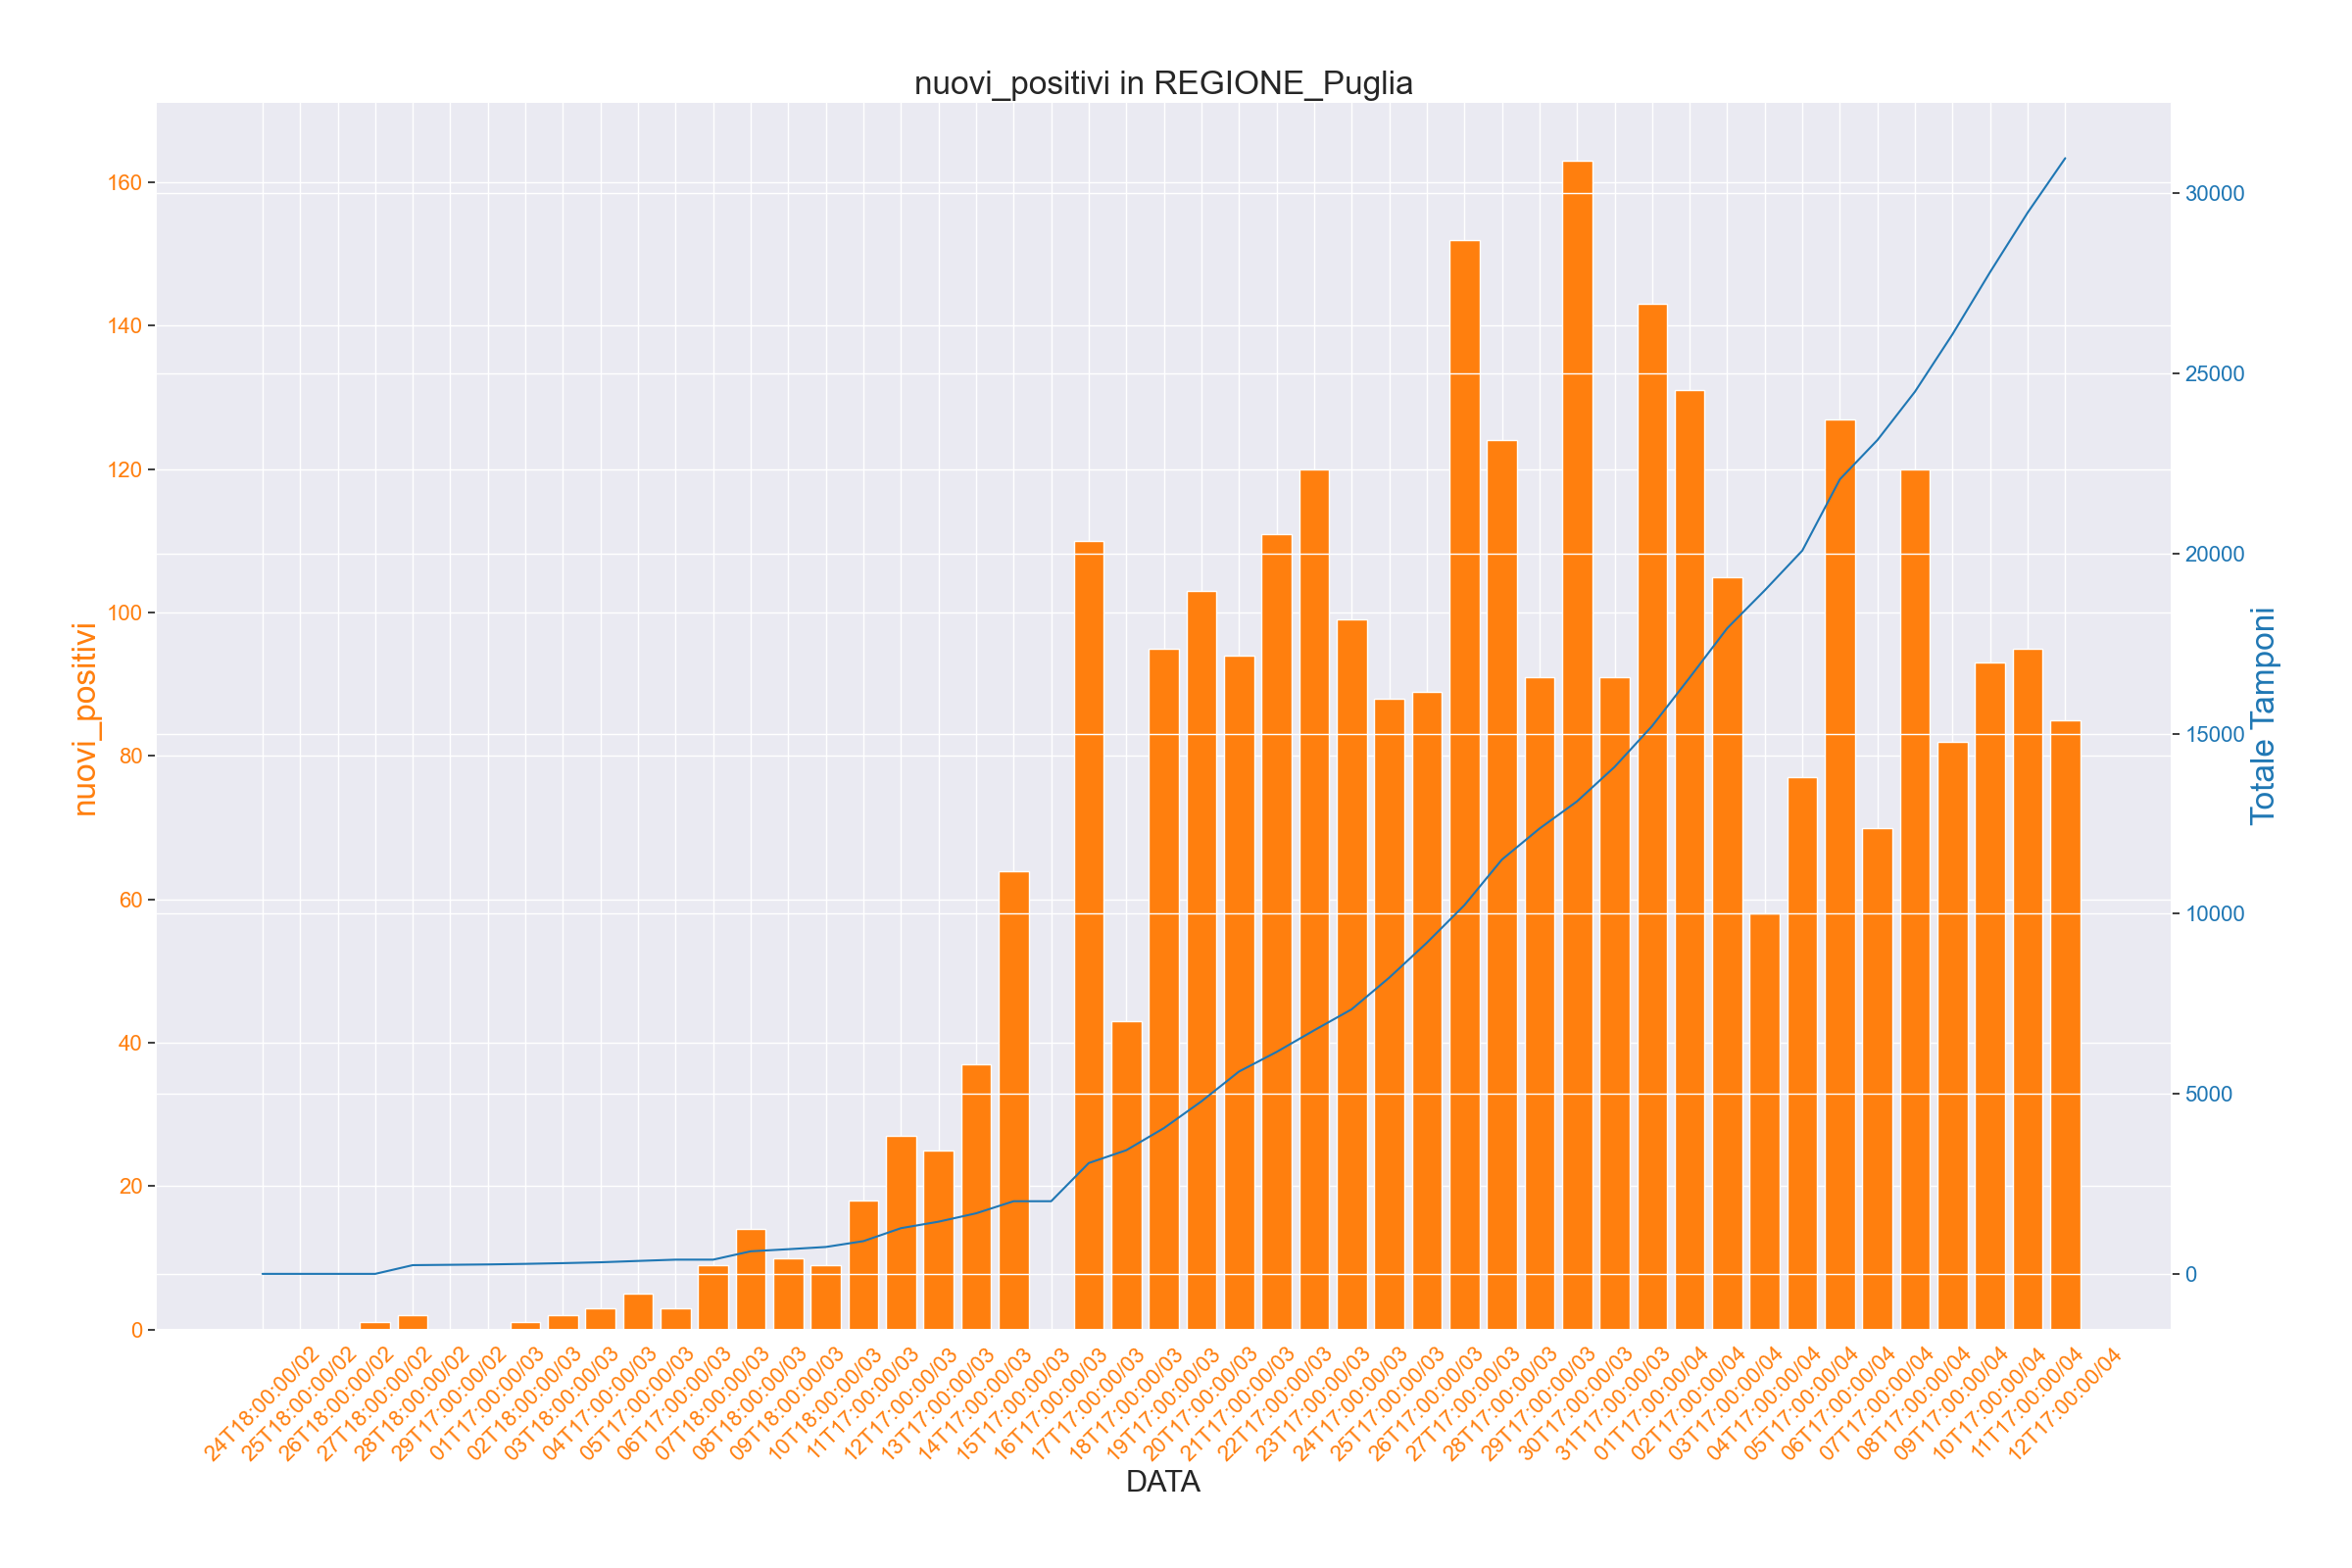 nuovi_positivi in REGIONE_Puglia
160
140
120
100
80
60
40
20
0
nuovi_positivi
30000
25000
20000
15000
10000
5000
0
Totale Tamponi
24T18:00:00/02
25T18:00:00/02
26T18:00:00/02
27T18:00:00/02
28T18:00:00/02
29T17:00:00/02
01T17:00:00/03
02T18:00:00/03
03T18:00:00/03
04T17:00:00/03
05T17:00:00/03
06T17:00:00/03
07T18:00:00/03
08T18:00:00/03
09T18:00:00/03
10T18:00:00/03
11T17:00:00/03
12T17:00:00/03
13T17:00:00/03
14T17:00:00/03
15T17:00:00/03
16T17:00:00/03
17T17:00:00/03
18T17:00:00/03
19T17:00:00/03
20T17:00:00/03
21T17:00:00/03
22T17:00:00/03
23T17:00:00/03
24T17:00:00/03
25T17:00:00/03
26T17:00:00/03
27T17:00:00/03
28T17:00:00/03
29T17:00:00/03
30T17:00:00/03
31T17:00:00/03
01T17:00:00/04
02T17:00:00/04
03T17:00:00/04
04T17:00:00/04
05T17:00:00/04
06T17:00:00/04
07T17:00:00/04
08T17:00:00/04
09T17:00:00/04
10T17:00:00/04
11T17:00:00/04
12T17:00:00/04
DATA